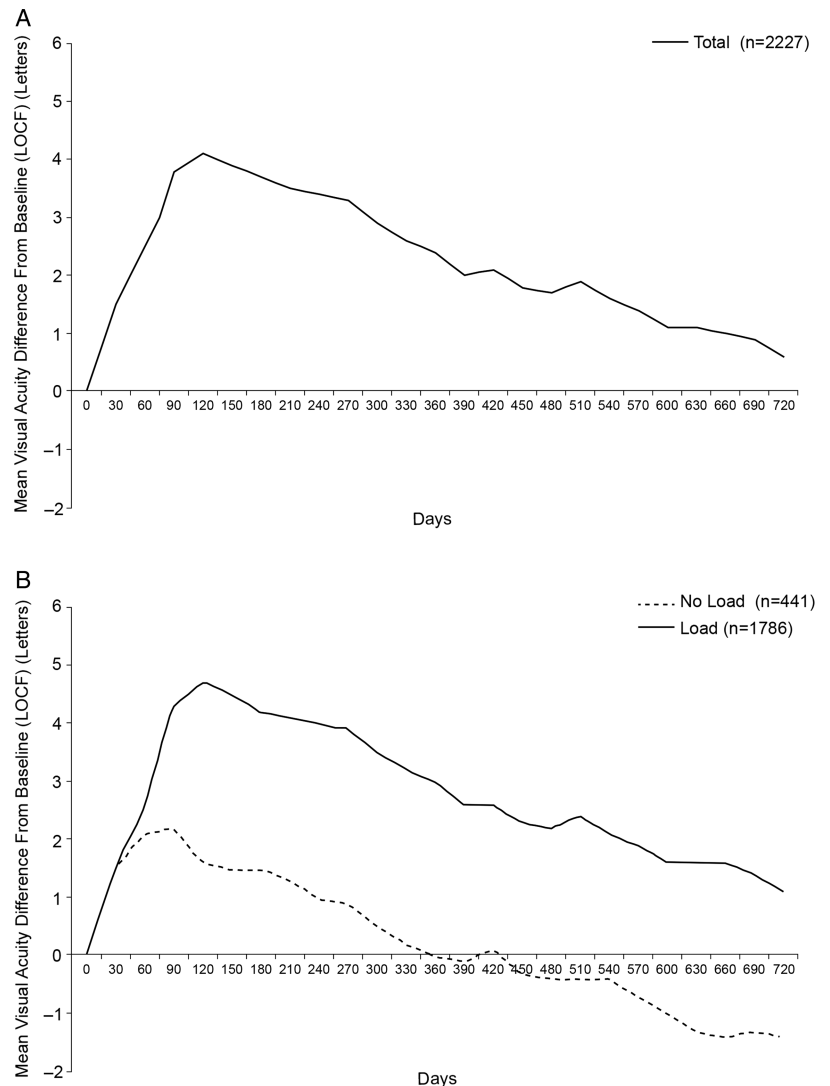 A
Mean Visual Acuity Difference From Baseline (LOCF) (Letters)
Total (n=2227)
6
5
4
3
2
1
0
–1
–2
0 30 60 90 120 150 180 210 240 270 300 330 360 390 420 450 480 510 540 570 600 630 660 690 720
Days
B
Mean Visual Acuity Difference From Baseline (LOCF) (Letters)
No Load (n=441)
Load (n=1786)
6
5
4
3
2
1
0
–1
–2
0 30 60 90 120 150 180 210 240 270 300 330 360 390 420 450 480 510 540 570 600 630 660 690 720
Days